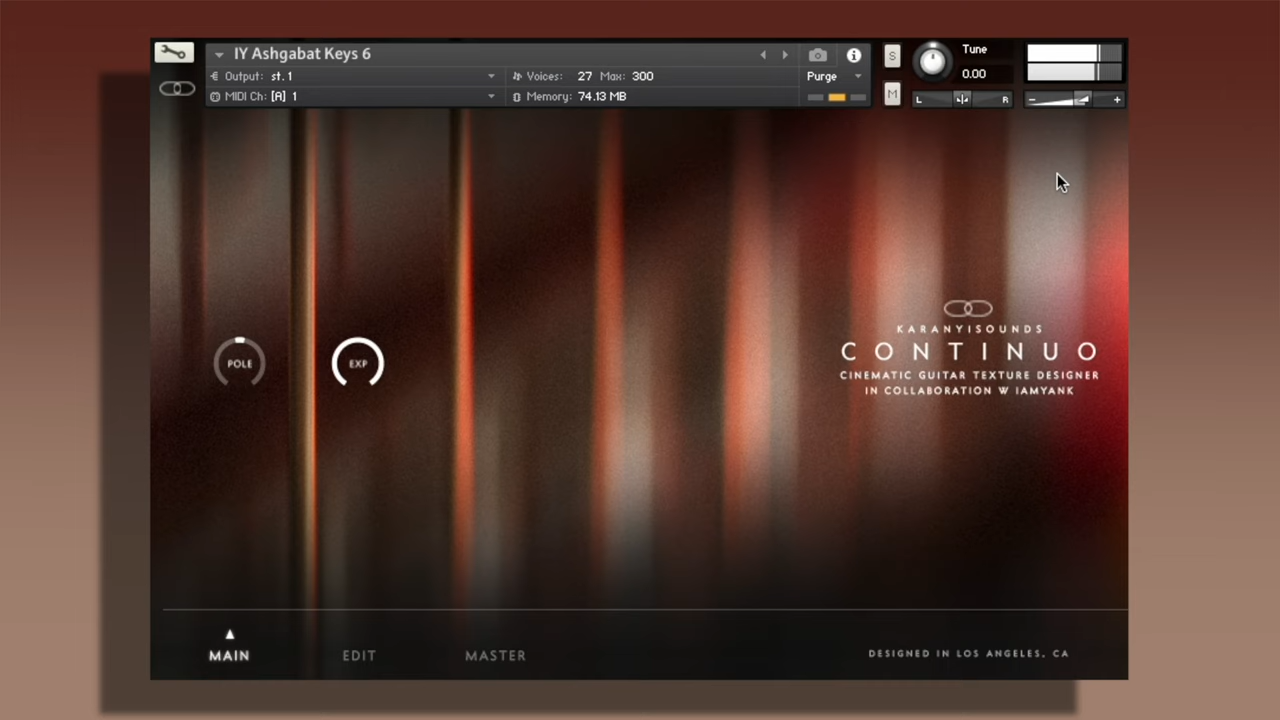 IY Ashgabat Keys 6
Output: st.1
Voices: 27 Max: 300
Purge
MIDI Ch: [A] 1
Memory: 74.13 MB
S
M
Tune
0.00
L
R
−
+
POLE
EXP
KARANYISOUNDS
CONTINUO
CINEMATIC GUITAR TEXTURE DESIGNER
IN COLLABORATION W IAMYANK
MAIN
EDIT
MASTER
DESIGNED IN LOS ANGELES, CA